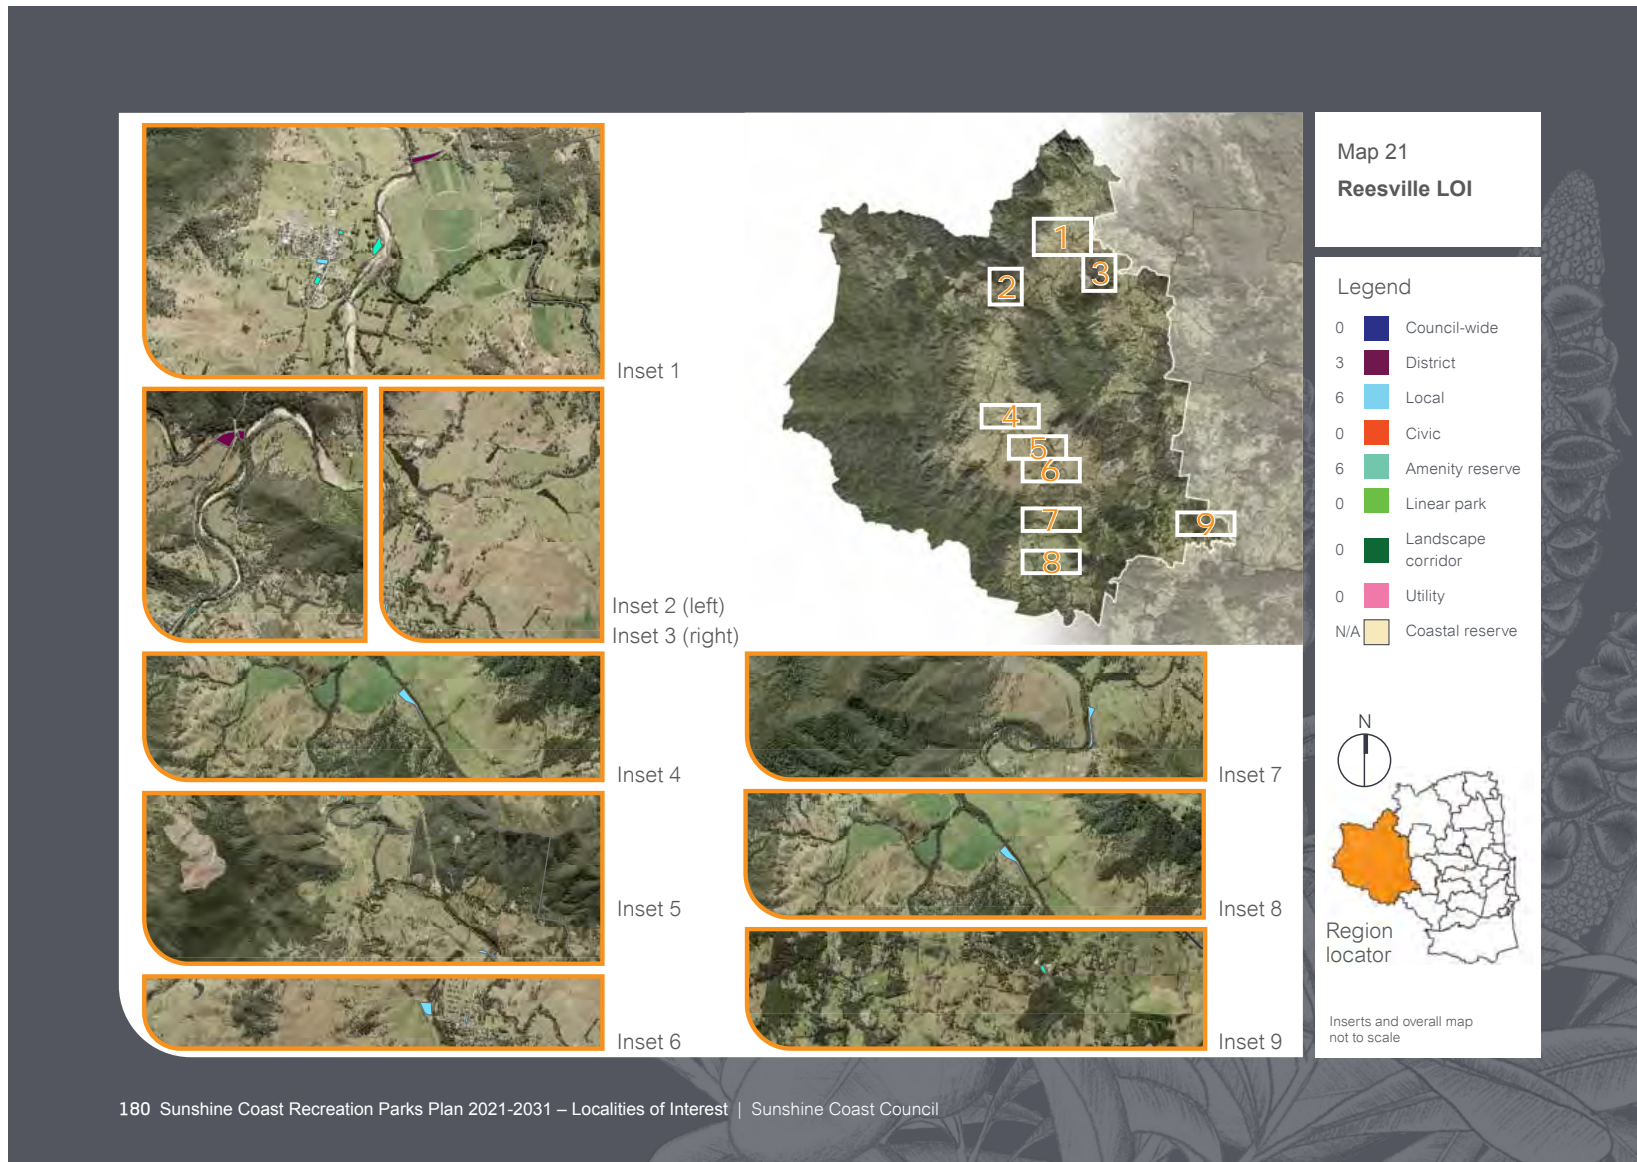 Map 21
Reesville LOI
Legend
0 Council-wide
3 District
6 Local
0 Civic
6 Amenity reserve
0 Linear park
0 Landscape
corridor
0 Utility
N/A Coastal reserve
N
Region
locator
Inserts and overall map
not to scale
1
2
3
4
5
6
7
8
9
Inset 1
Inset 2 (left)
Inset 3 (right)
Inset 4
Inset 5
Inset 6
Inset 7
Inset 8
Inset 9
180 Sunshine Coast Recreation Parks Plan 2021-2031 – Localities of Interest | Sunshine Coast Council